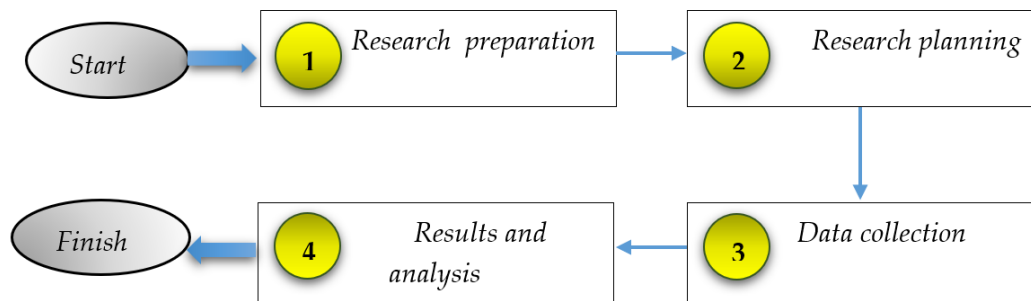 Start
1
Research preparation
2
Research planning
3
Data collection
4
Results and
analysis
Finish